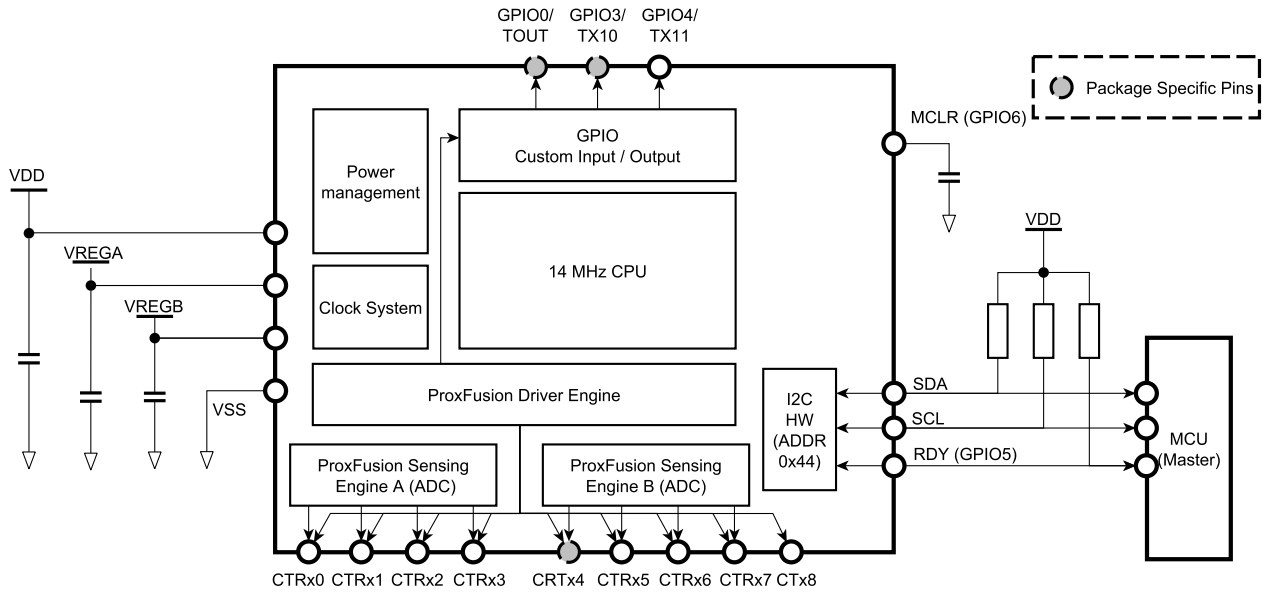 GPIO0/ GPIO3/ GPIO4/
TOUT TX10 TX11
Package Specific Pins
MCLR (GPIO6)
GPIO
Custom Input / Output
Power
management
VDD
VREGA
VREGB
VSS
14 MHz CPU
Clock System
VDD
ProxFusion Driver Engine
I2C
HW
(ADDR
0x44)
SDA
SCL
RDY (GPIO5)
MCU
(Master)
ProxFusion Sensing
Engine A (ADC)
ProxFusion Sensing
Engine B (ADC)
CTRx0 CTRx1 CTRx2 CTRx3 CRTx4 CTRx5 CTRx6 CTRx7 CTx8